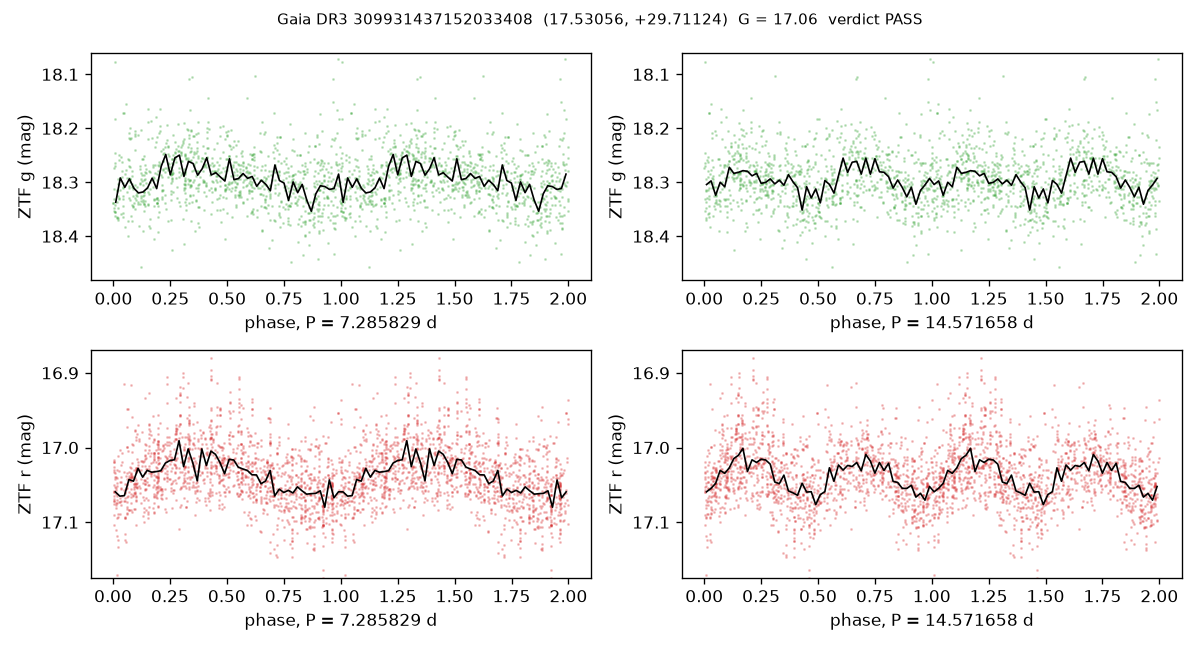 Gaia DR3 309931437152033408  (17.53056, +29.71124)  G = 17.06  verdict PASS
ZTF g (mag)
18.1
18.2
18.3
18.4
0.00 0.25 0.50 0.75 1.00 1.25 1.50 1.75 2.00
phase, P = 7.285829 d
ZTF g (mag)
18.1
18.2
18.3
18.4
0.00 0.25 0.50 0.75 1.00 1.25 1.50 1.75 2.00
phase, P = 14.571658 d
ZTF r (mag)
16.9
17.0
17.1
0.00 0.25 0.50 0.75 1.00 1.25 1.50 1.75 2.00
phase, P = 7.285829 d
ZTF r (mag)
16.9
17.0
17.1
0.00 0.25 0.50 0.75 1.00 1.25 1.50 1.75 2.00
phase, P = 14.571658 d